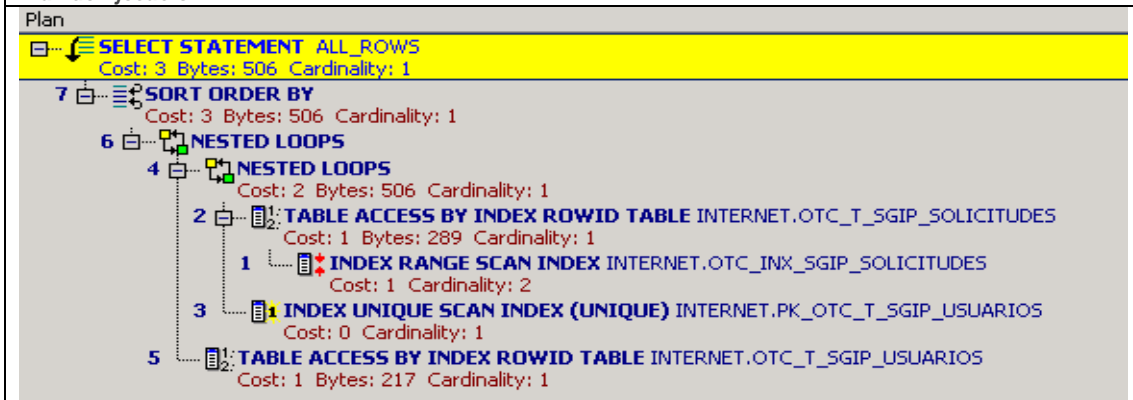 Plan
SELECT STATEMENT ALL_ROWS
Cost: 3 Bytes: 506 Cardinality: 1
7 SORT ORDER BY
Cost: 3 Bytes: 506 Cardinality: 1
6 NESTED LOOPS
4 NESTED LOOPS
Cost: 2 Bytes: 506 Cardinality: 1
2 TABLE ACCESS BY INDEX ROWID TABLE INTERNET.OTC_T_SGIP_SOLICITUDES
Cost: 1 Bytes: 289 Cardinality: 1
1 INDEX RANGE SCAN INDEX INTERNET.OTC_INX_SGIP_SOLICITUDES
Cost: 1 Cardinality: 2
3 INDEX UNIQUE SCAN INDEX (UNIQUE) INTERNET.PK_OTC_T_SGIP_USUARIOS
Cost: 0 Cardinality: 1
5 TABLE ACCESS BY INDEX ROWID TABLE INTERNET.OTC_T_SGIP_USUARIOS
Cost: 1 Bytes: 217 Cardinality: 1